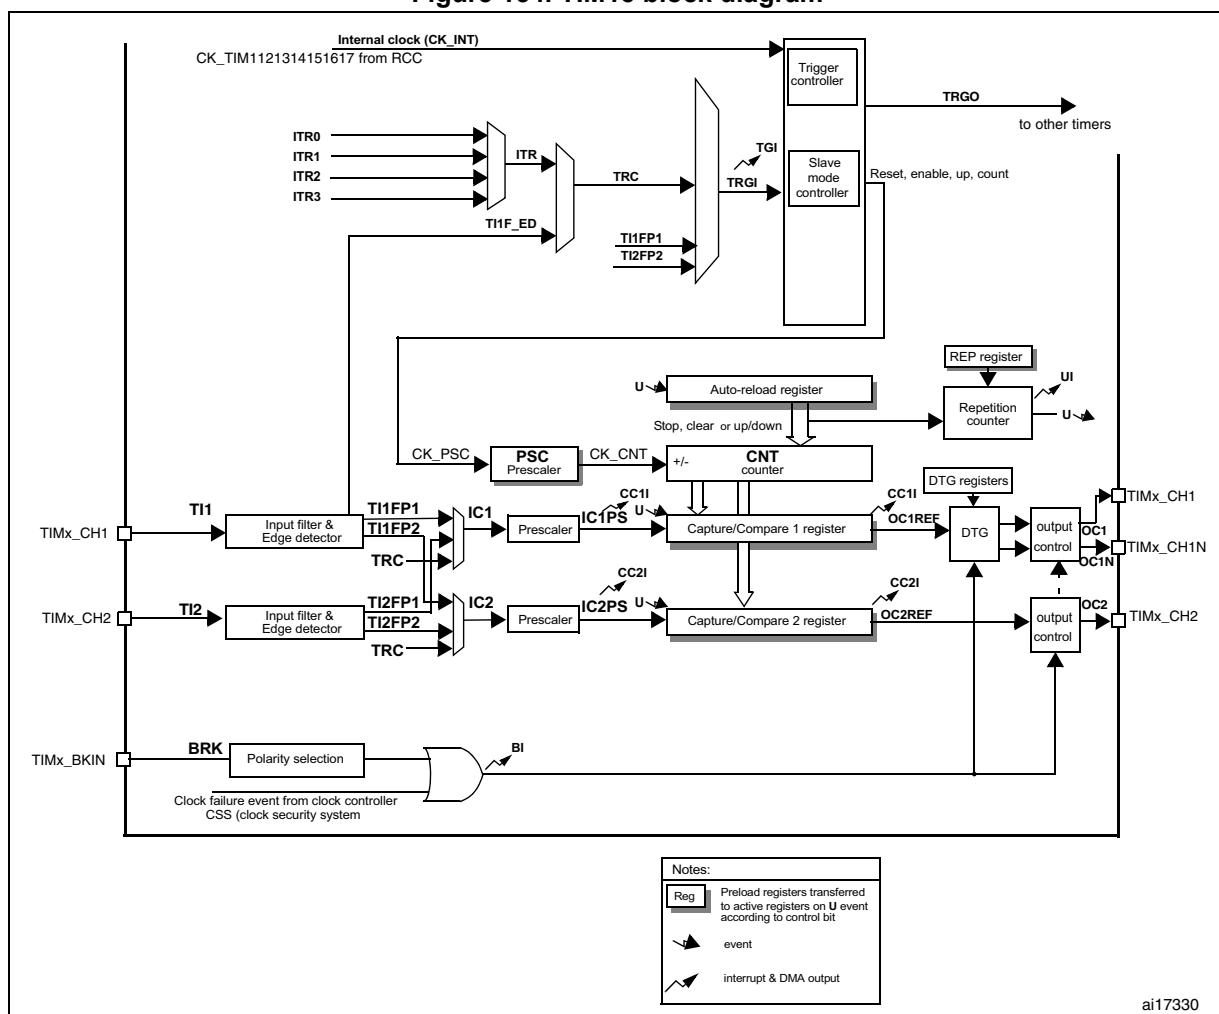 Internal clock (CK_INT)
CK_TIM1121314151617 from RCC
Trigger
controller
TRGO
to other timers
ITR0
ITR1
ITR2
ITR3
ITR
TRC
TGI
TRGI
Slave
mode
controller
Reset, enable, up, count
TI1F_ED
TI1FP1
TI2FP2
REP register
UI
U
Auto-reload register
Repetition
counter
U
Stop, clear or up/down
CK_PSC
PSC
Prescaler
CK_CNT
+/-
CNT
counter
DTG registers
TI1
TI1FP1
TI1FP2
IC1
IC1PS
CC1I
U
CC1I
OC1REF
TIMx_CH1
TIMx_CH1
Input filter &
Edge detector
Prescaler
Capture/Compare 1 register
DTG
output
control
OC1
OC1N
TIMx_CH1N
TRC
CC2I
CC2I
TIMx_CH2
TI2
TI2FP1
TI2FP2
IC2
IC2PS
U
OC2REF
OC2
TIMx_CH2
Input filter &
Edge detector
Prescaler
Capture/Compare 2 register
output
control
TRC
TIMx_BKIN
BRK
Polarity selection
BI
Clock failure event from clock controller
CSS (clock security system
Notes:
Reg
Preload registers transferred
to active registers on U event
according to control bit
event
interrupt & DMA output
ai17330